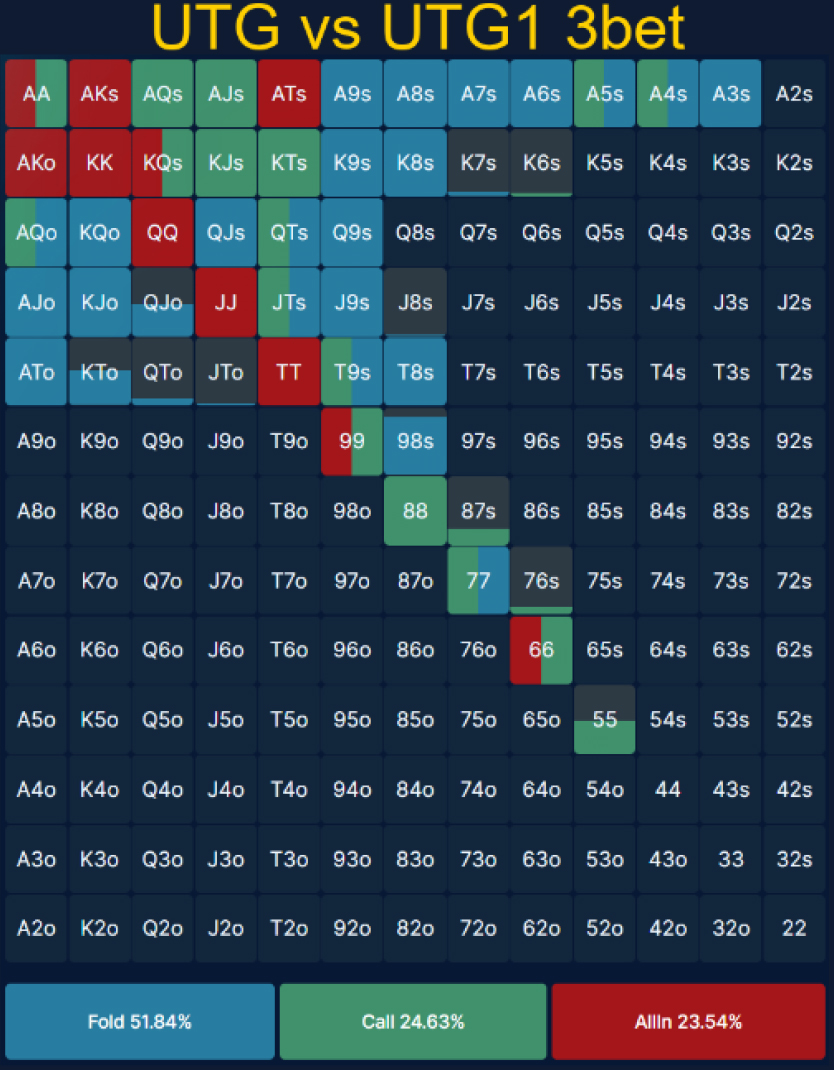 UTG vs UTG1 3bet
AA AKs AQs AJs ATs A9s A8s A7s A6s A5s A4s A3s A2s
AKo KK KQs KJs KTs K9s K8s K7s K6s K5s K4s K3s K2s
AQo KQo QQ QJs QTs Q9s Q8s Q7s Q6s Q5s Q4s Q3s Q2s
AJo KJo QJo JJ JTs J9s J8s J7s J6s J5s J4s J3s J2s
ATo KTo QTo JTo TT T9s T8s T7s T6s T5s T4s T3s T2s
A9o K9o Q9o J9o T9o 99 98s 97s 96s 95s 94s 93s 92s
A8o K8o Q8o J8o T8o 98o 88 87s 86s 85s 84s 83s 82s
A7o K7o Q7o J7o T7o 97o 87o 77 76s 75s 74s 73s 72s
A6o K6o Q6o J6o T6o 96o 86o 76o 66 65s 64s 63s 62s
A5o K5o Q5o J5o T5o 95o 85o 75o 65o 55 54s 53s 52s
A4o K4o Q4o J4o T4o 94o 84o 74o 64o 54o 44 43s 42s
A3o K3o Q3o J3o T3o 93o 83o 73o 63o 53o 43o 33 32s
A2o K2o Q2o J2o T2o 92o 82o 72o 62o 52o 42o 32o 22
Fold 51.84% Call 24.63% AllIn 23.54%